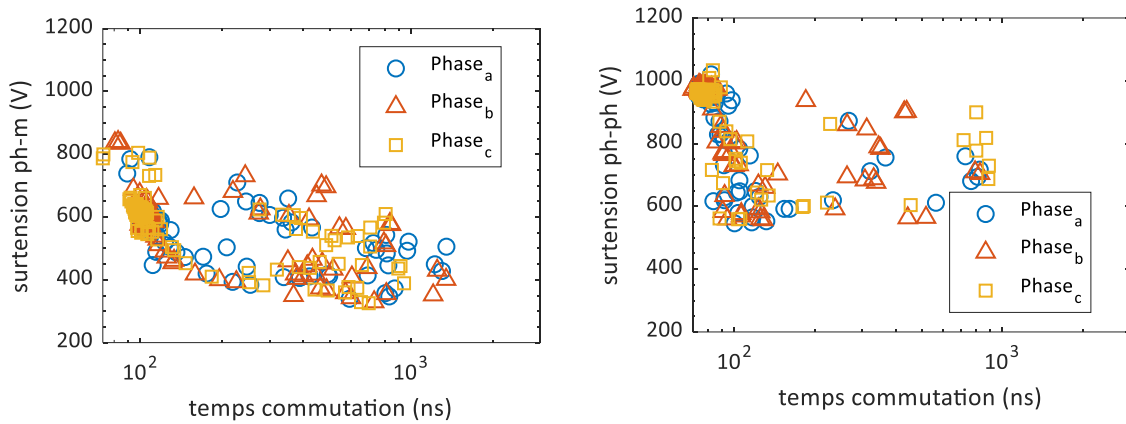 surtension ph-m (V)
1200
1000
800
600
400
200
Phase a
Phase b
Phase c
10^2
10^3
temps commutation (ns)
surtension ph-ph (V)
1200
1000
800
600
400
200
Phase a
Phase b
Phase c
10^2
10^3
temps commutation (ns)